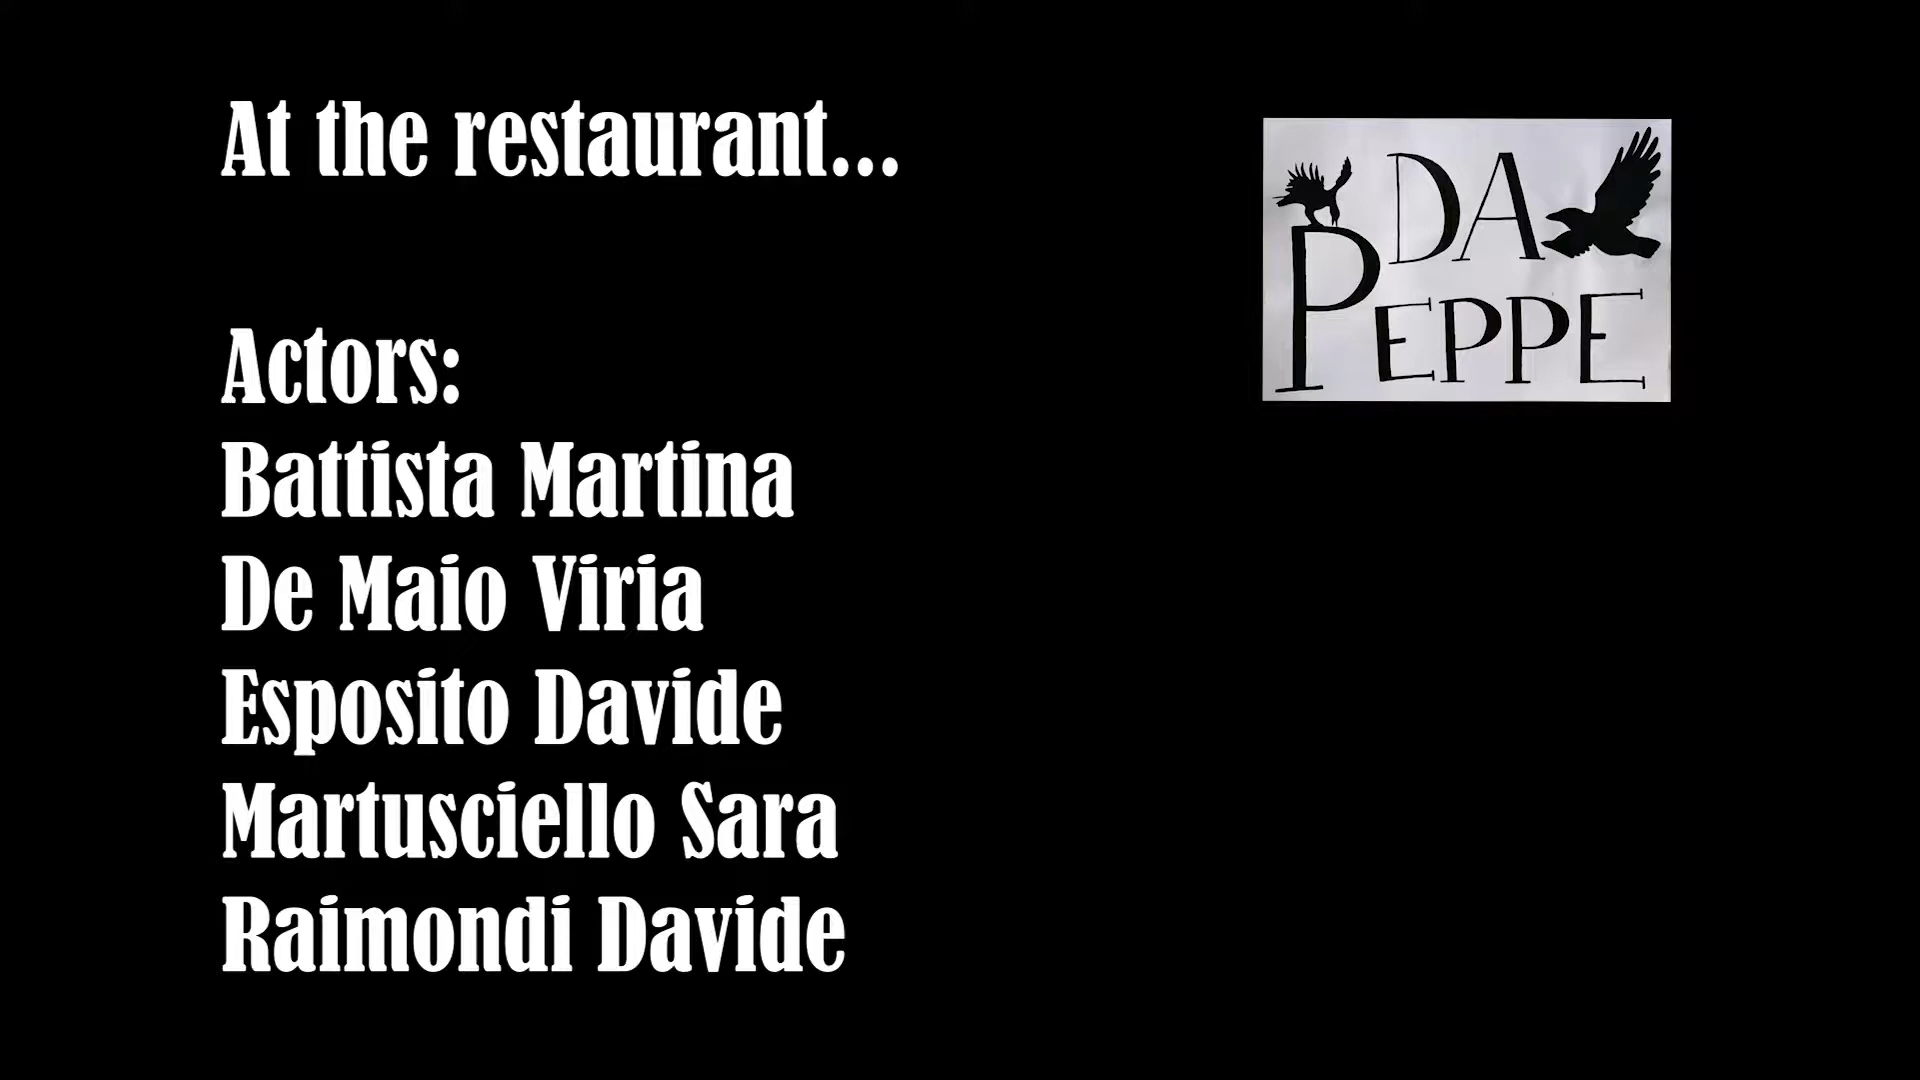 At the restaurant...
DA
PEPPE
Actors:
Battista Martina
De Maio Viria
Esposito Davide
Martusciello Sara
Raimondi Davide